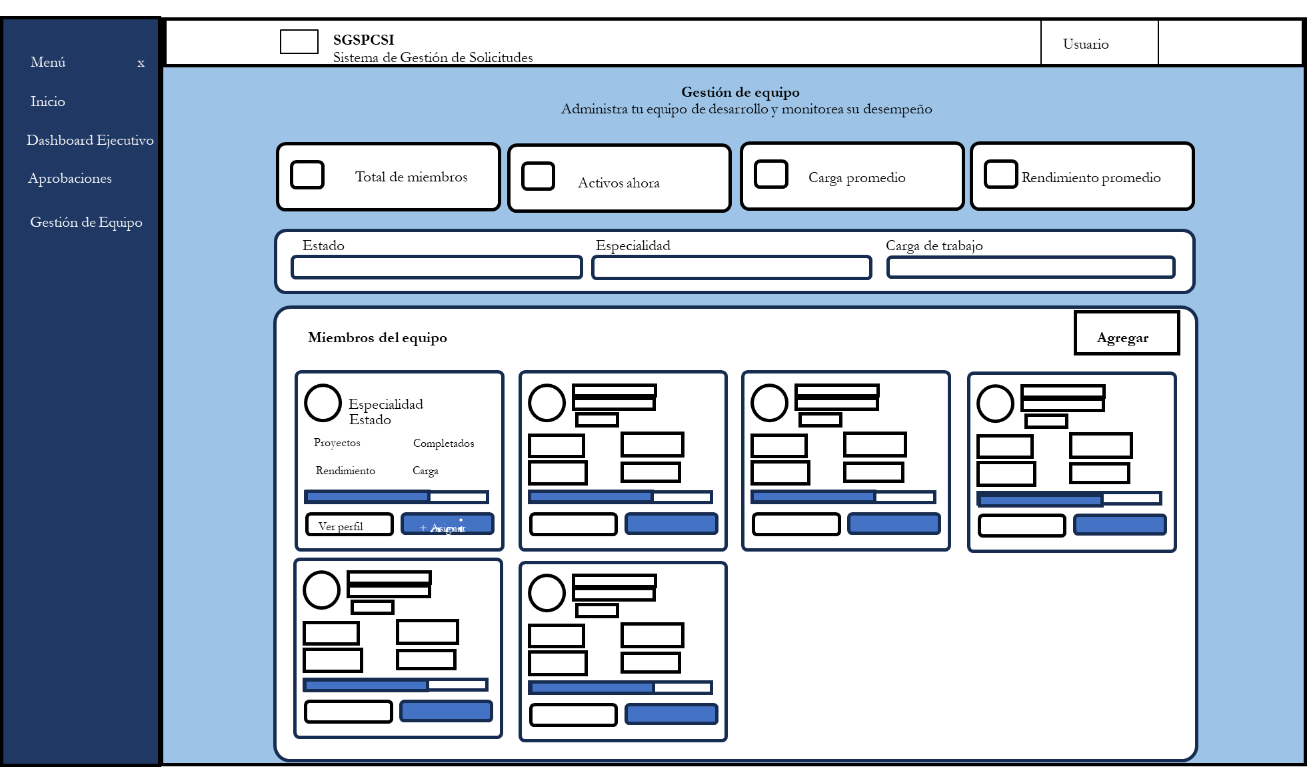 Menú x
Inicio
Dashboard Ejecutivo
Aprobaciones
Gestión de Equipo
SGSPCSI
Sistema de Gestión de Solicitudes
Usuario
Gestión de equipo
Administra tu equipo de desarrollo y monitorea su desempeño
Total de miembros
Activos ahora
Carga promedio
Rendimiento promedio
Estado
Especialidad
Carga de trabajo
Miembros del equipo
Agregar
Especialidad
Estado
Proyectos
Completados
Rendimiento
Carga
Ver perfil
+ Asignar